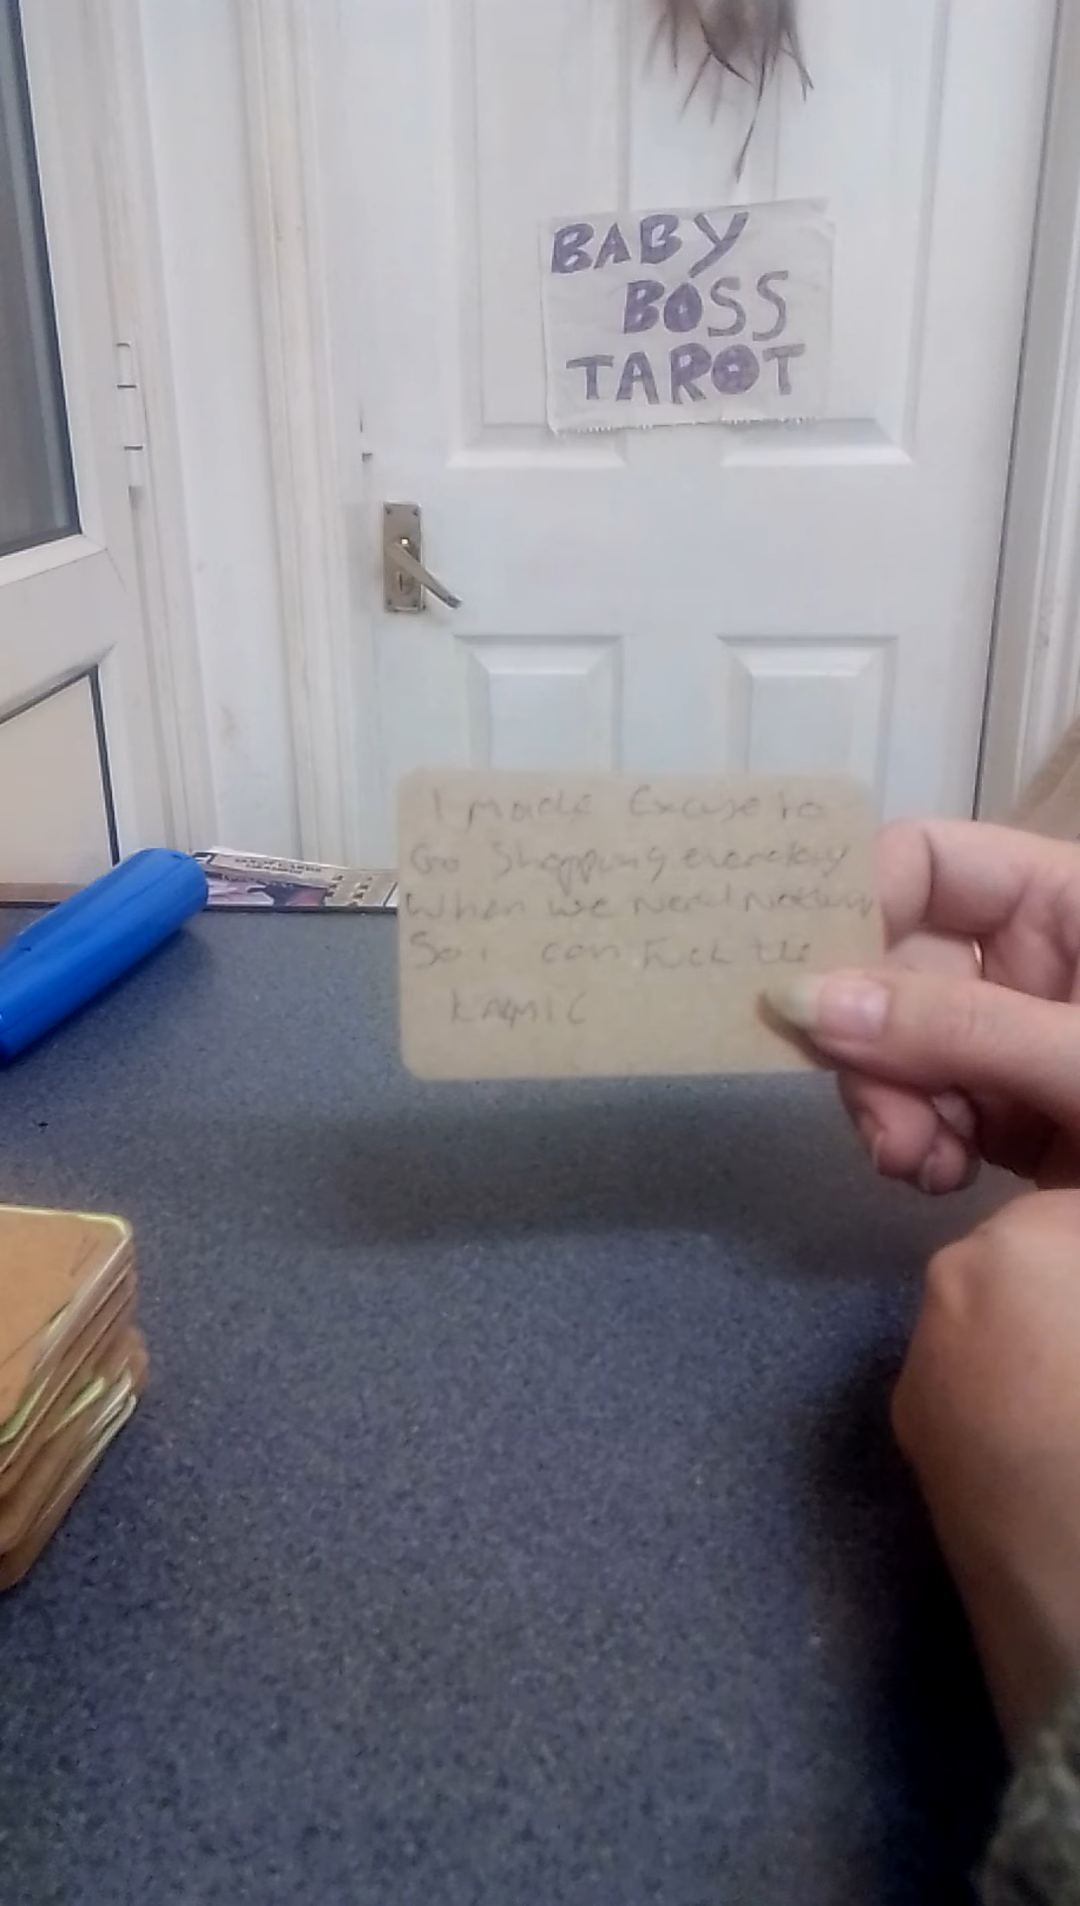 BABY
BOSS
TAROT
I made Excuse to
Go Shopping everyday
When we need nothing
So i can Fuck the
KARMIC